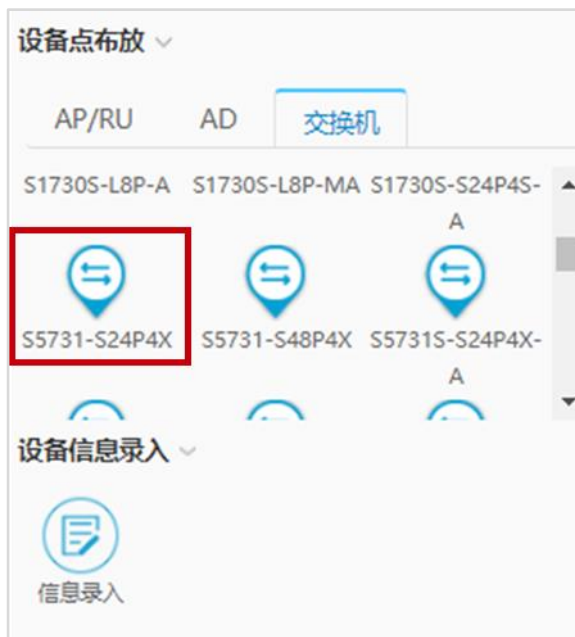 设备点布放
AP/RU AD 交换机
S1730S-L8P-A S1730S-L8P-MA S1730S-S24P4S-
A
S5731-S24P4X S5731-S48P4X S5731S-S24P4X-
A
设备信息录入
信息录入